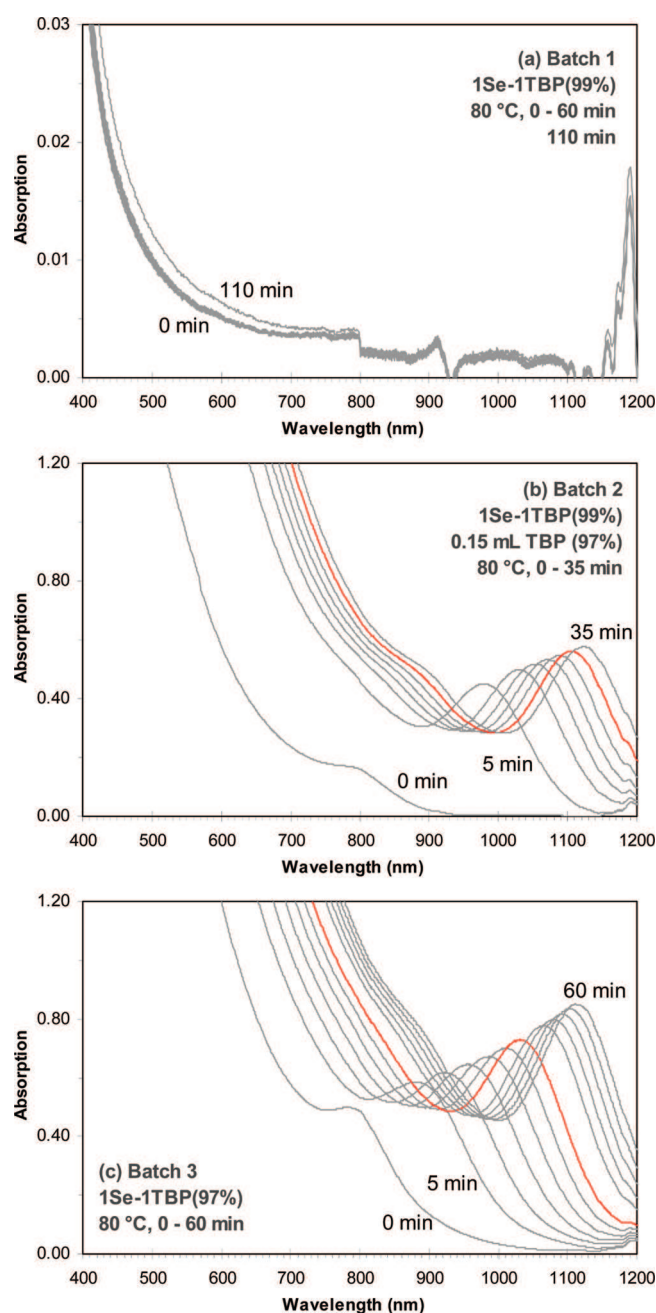 0.03
(a) Batch 1
1Se-1TBP(99%)
80 °C, 0 - 60 min
110 min
0.02
Absorption
0.01
110 min
0 min
0.00
400 500 600 700 800 900 1000 1100 1200
Wavelength (nm)
1.20
(b) Batch 2
1Se-1TBP(99%)
0.15 mL TBP (97%)
80 °C, 0 - 35 min
0.80
Absorption
35 min
0.40
5 min
0 min
0.00
400 500 600 700 800 900 1000 1100 1200
Wavelength (nm)
1.20
60 min
0.80
Absorption
0.40
(c) Batch 3
5 min
1Se-1TBP(97%)
0 min
80 °C, 0 - 60 min
0.00
400 500 600 700 800 900 1000 1100 1200
Wavelength (nm)